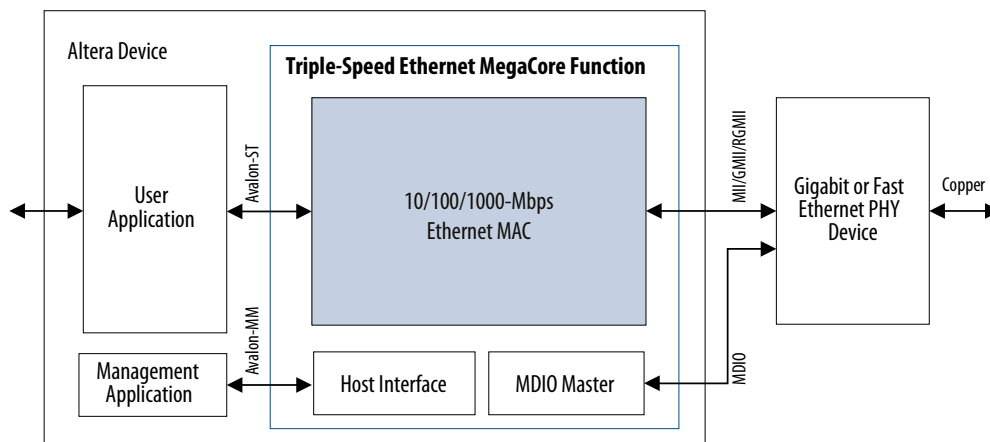 Altera Device
Triple-Speed Ethernet MegaCore Function
User
Application
Avalon-ST
10/100/1000-Mbps
Ethernet MAC
MII/GMII/RGMII
Gigabit or Fast
Ethernet PHY
Device
Copper
Management
Application
Avalon-MM
Host Interface
MDIO Master
MDIO